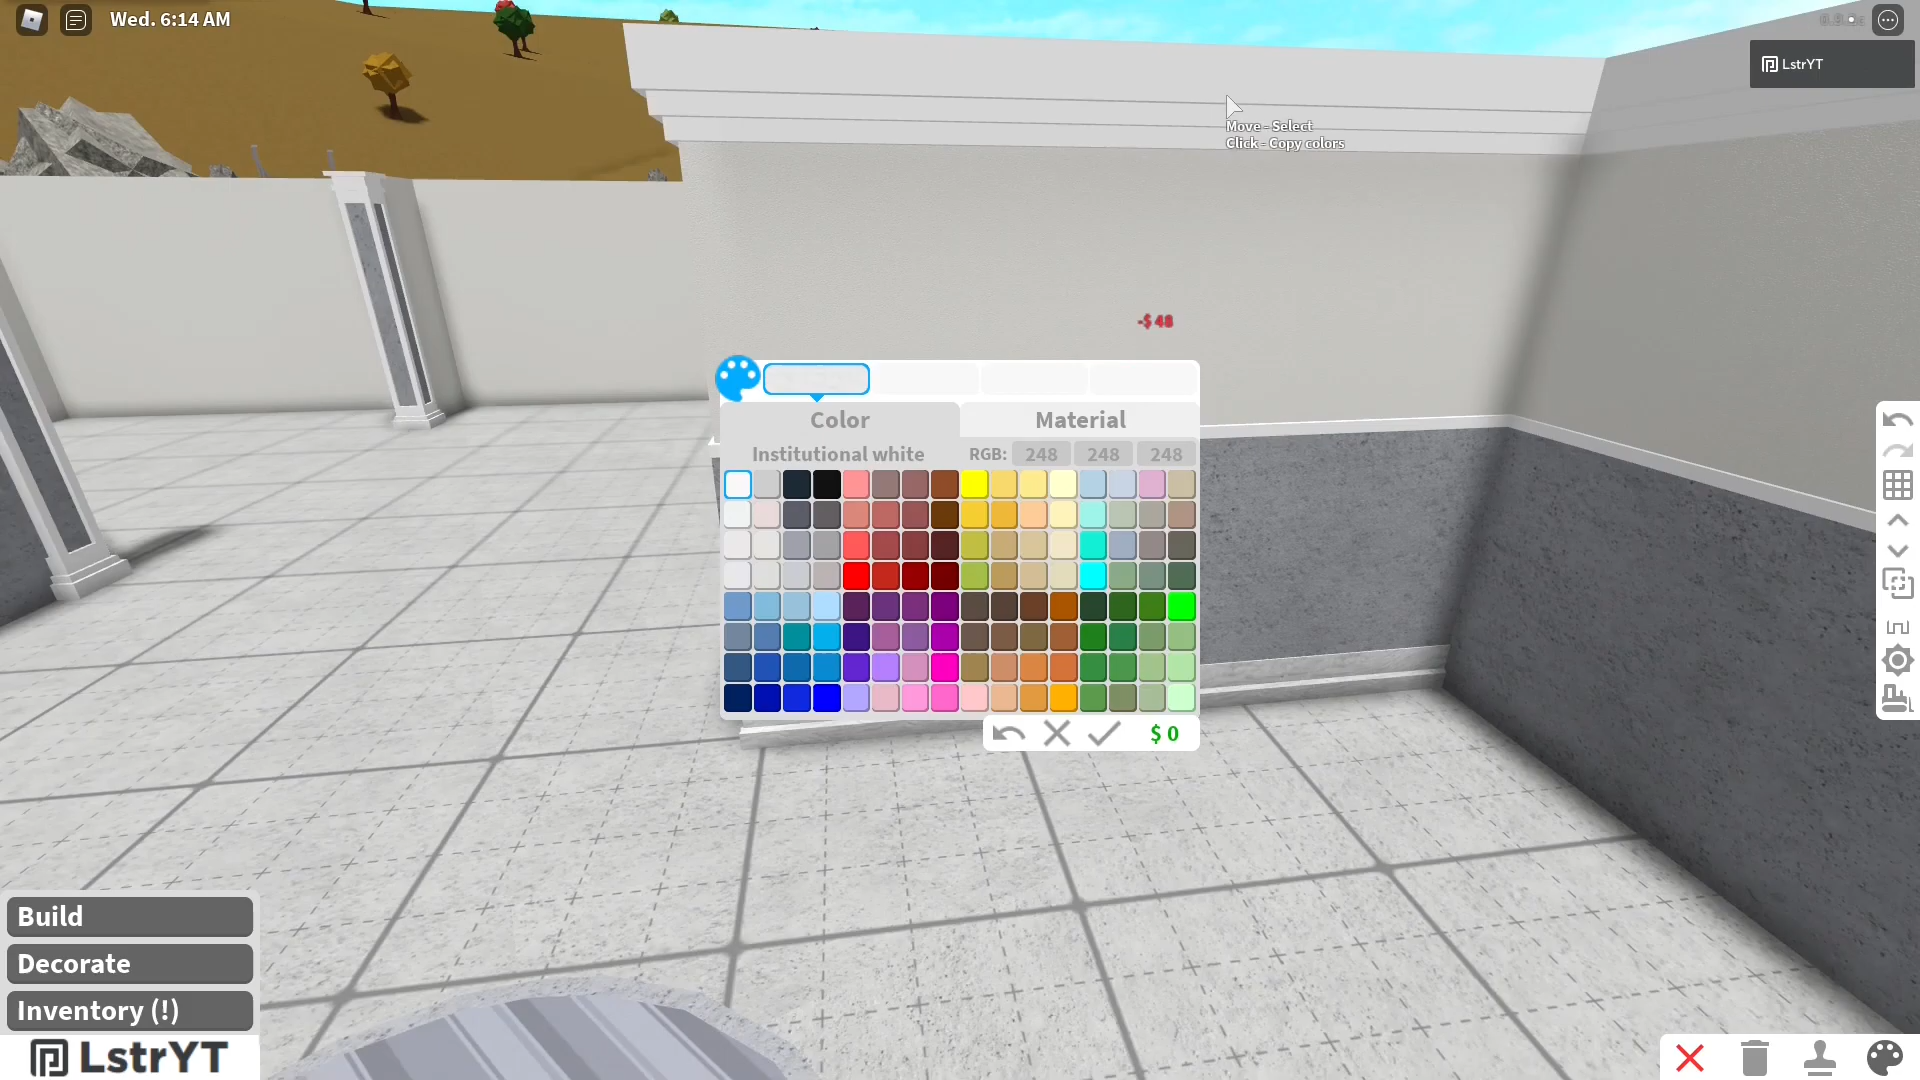 Wed. 6:14 AM
LstrYT
Move - Select
Click - Copy colors
-$ 48
Color
Material
Institutional white
RGB: 248 248 248
$ 0
Build
Decorate
Inventory (!)
LstrYT